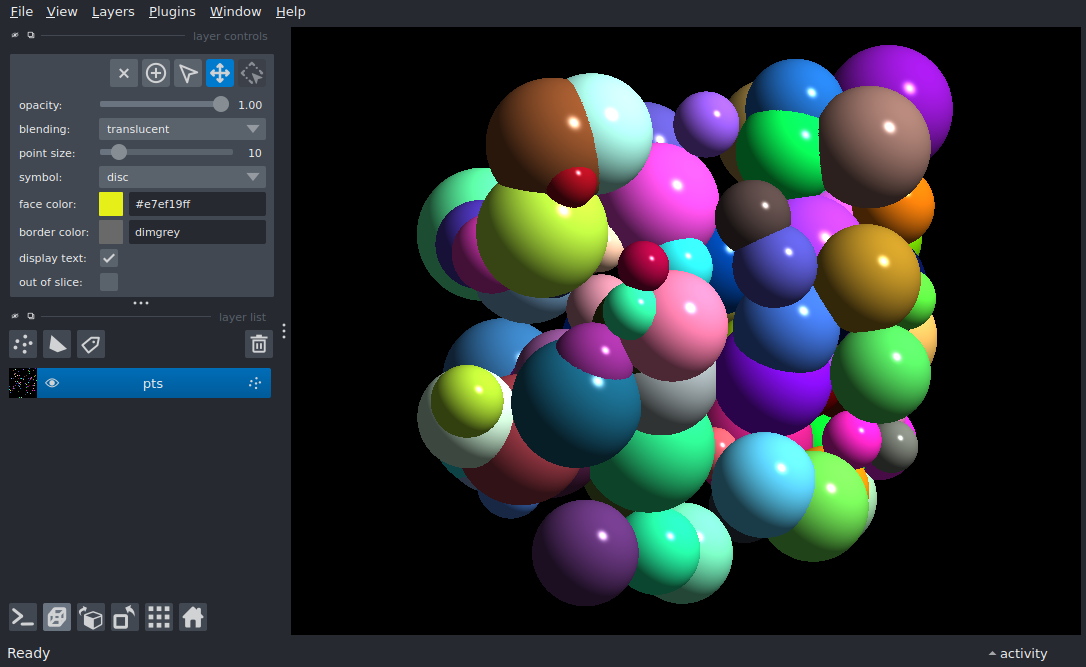 File View Layers Plugins Window Help
layer controls
opacity: 1.00
blending: translucent
point size: 10
symbol: disc
face color: #e7ef19ff
border color: dimgrey
display text:
out of slice:
layer list
pts
Ready
activity